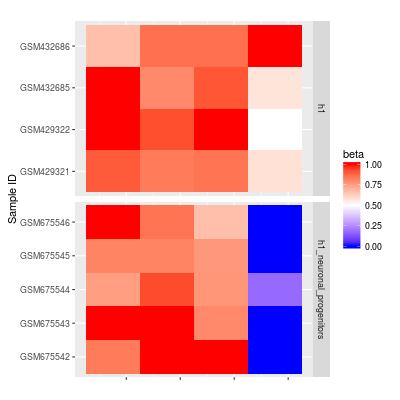 GSM432686
GSM432685
GSM429322
GSM429321
h1
GSM675546
GSM675545
GSM675544
GSM675543
GSM675542
h1_neuronal_progenitors
Sample ID
beta
1.00
0.75
0.50
0.25
0.00